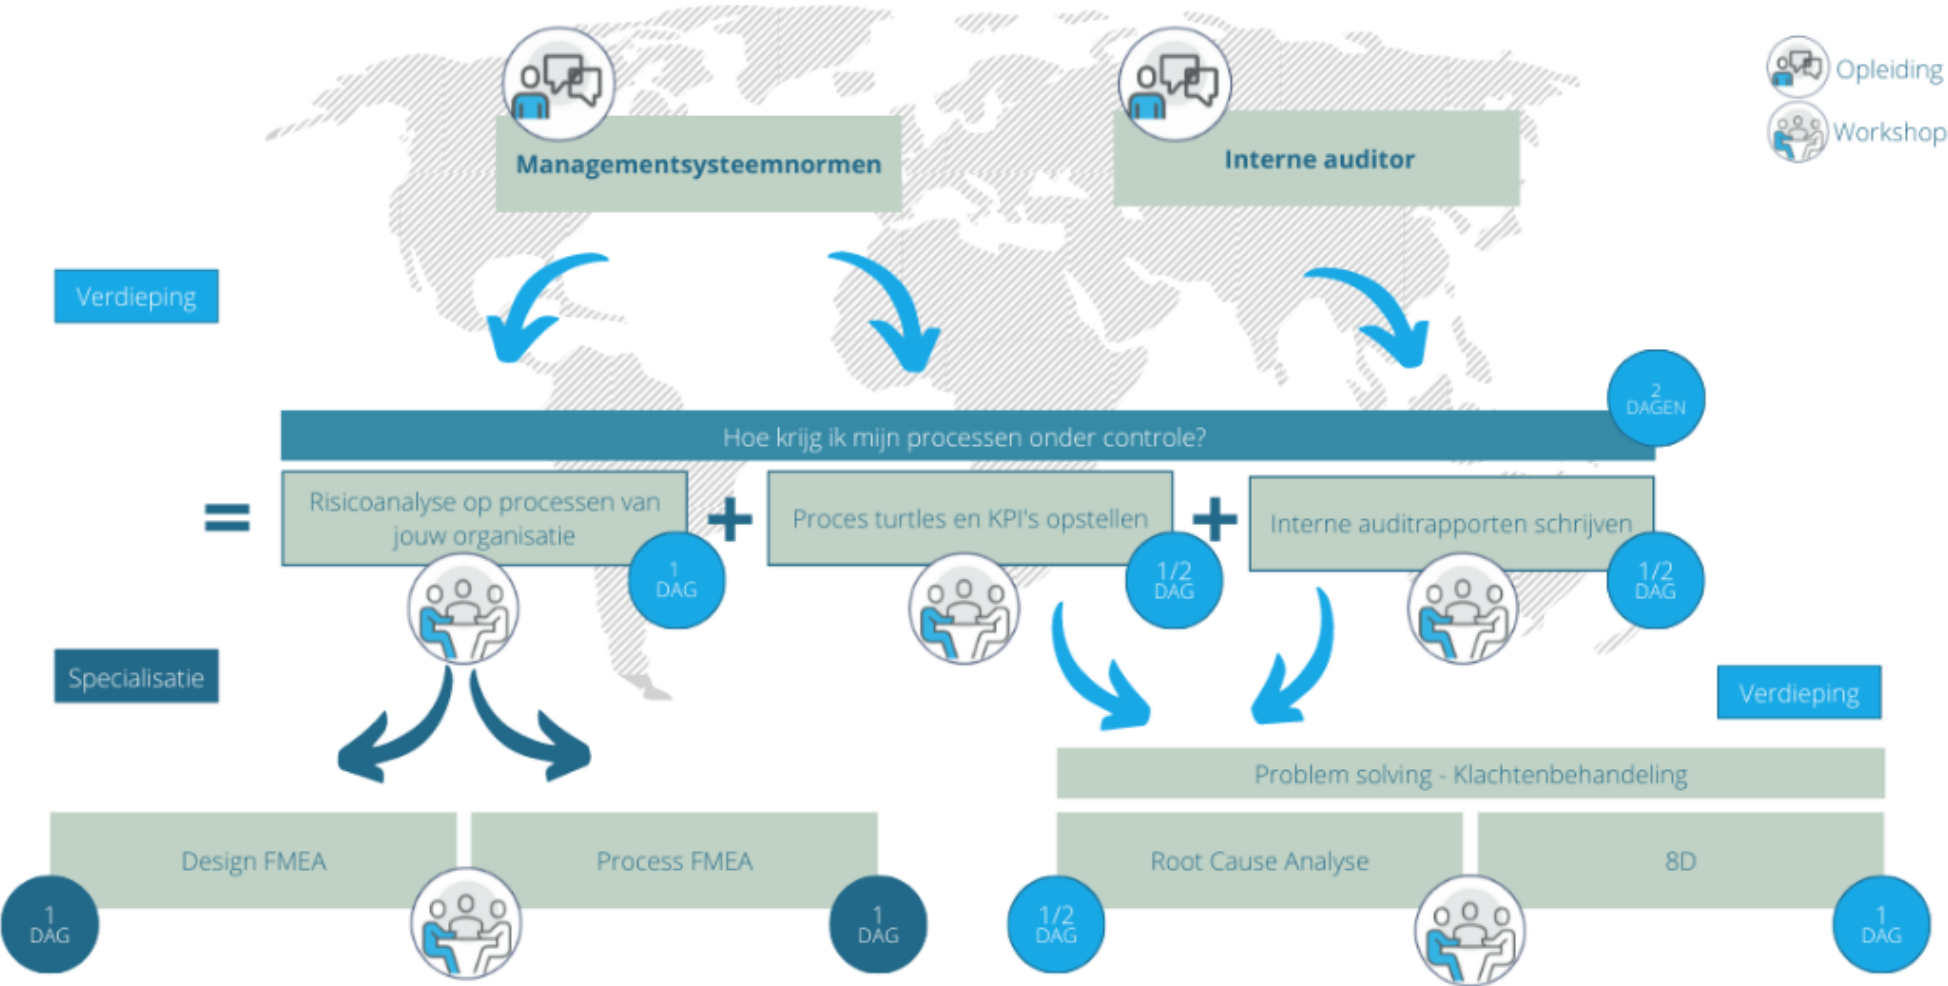 Opleiding
Workshop
Managementsysteemnormen
Interne auditor
Verdieping
2
DAGEN
Hoe krijg ik mijn processen onder controle?
=
Risicoanalyse op processen van
jouw organisatie
1
DAG
+
Proces turtles en KPI's opstellen
1/2
DAG
+
Interne auditrapporten schrijven
1/2
DAG
Specialisatie
Verdieping
Problem solving - Klachtenbehandeling
Design FMEA
1
DAG
Process FMEA
1
DAG
Root Cause Analyse
1/2
DAG
8D
1
DAG